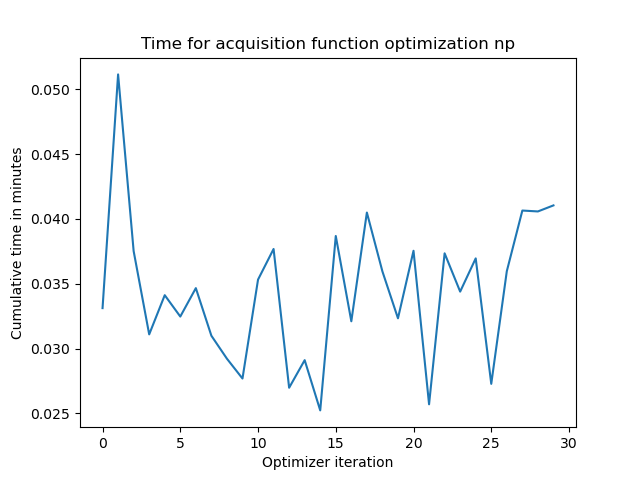 Time for acquisition function optimization np
Cumulative time in minutes
0.050
0.045
0.040
0.035
0.030
0.025
0 5 10 15 20 25 30
Optimizer iteration